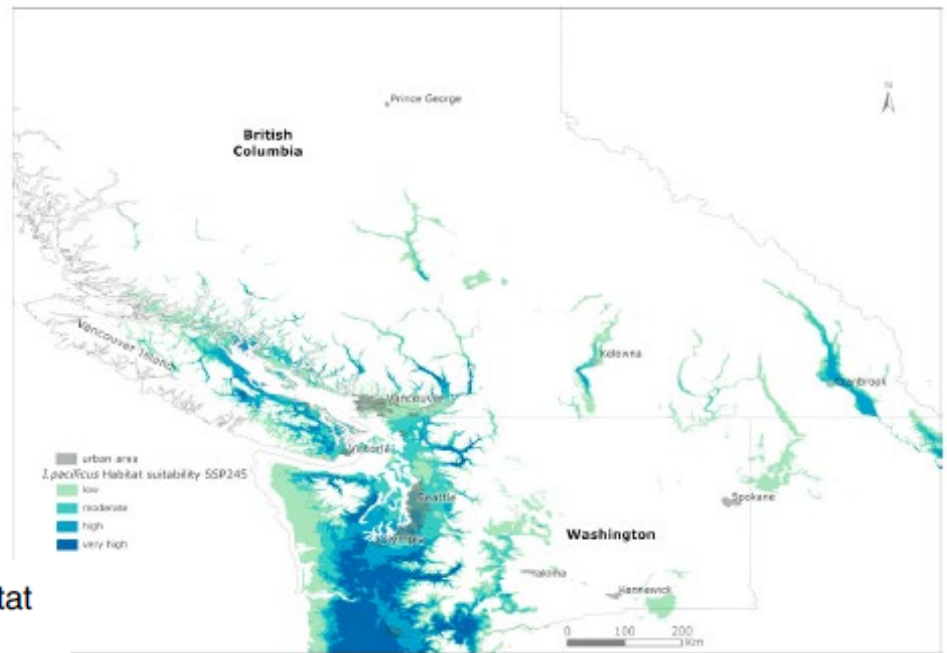 N
Prince George
British
Columbia
Vancouver Island
Kelowna
Cranbrook
Vancouver
Victoria
urban area
I.pacificus Habitat suitability SSP245
low
moderate
high
very high
Seattle
Olympia
Spokane
Washington
Yakima
Kennewick
tat
0 100 200
Km